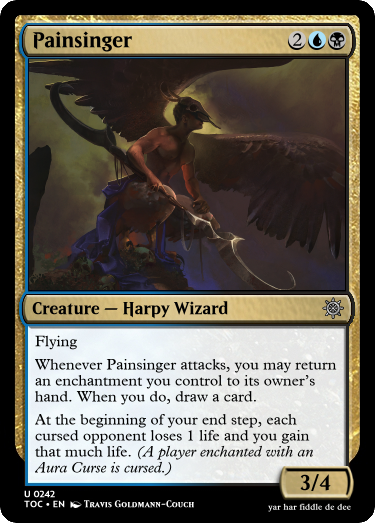 Painsinger 2
Creature — Harpy Wizard
Flying
Whenever Painsinger attacks, you may return
an enchantment you control to its owner's
hand. When you do, draw a card.
At the beginning of your end step, each
cursed opponent loses 1 life and you gain
that much life. (A player enchanted with an
Aura Curse is cursed.)
3/4
U 0242
TOC • EN Travis Goldmann-Couch
yar har fiddle de dee